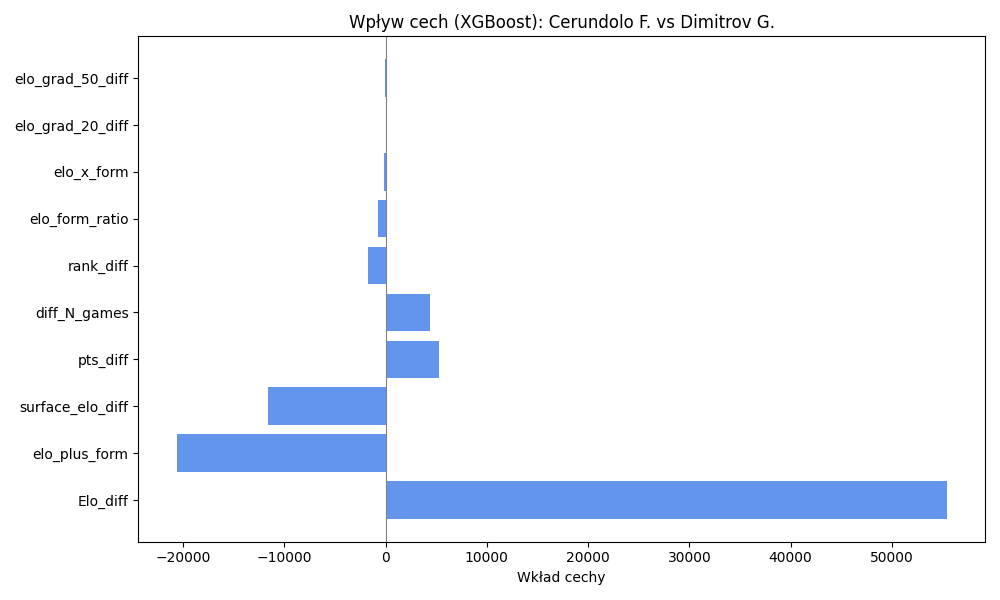 Wpływ cech (XGBoost): Cerundolo F. vs Dimitrov G.
elo_grad_50_diff
elo_grad_20_diff
elo_x_form
elo_form_ratio
rank_diff
diff_N_games
pts_diff
surface_elo_diff
elo_plus_form
Elo_diff
−20000 −10000 0 10000 20000 30000 40000 50000
Wkład cechy